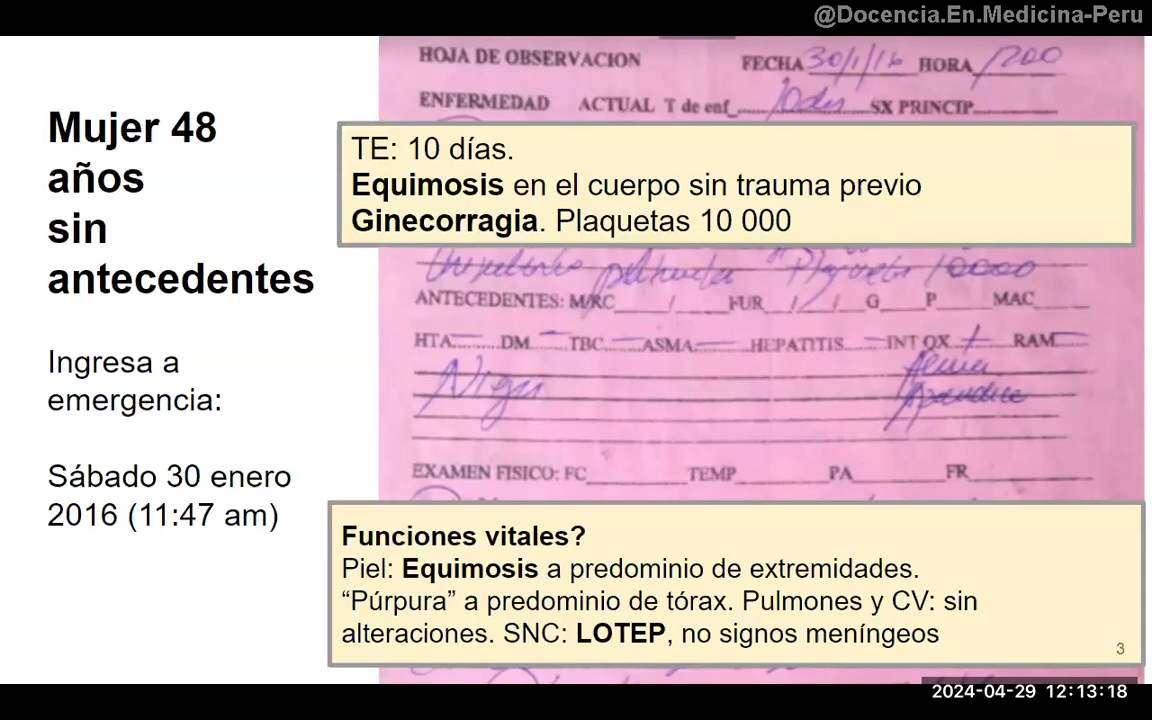 @Docencia.En.Medicina-Peru
Mujer 48
años
sin
antecedentes
Ingresa a
emergencia:
Sábado 30 enero
2016 (11:47 am)
HOJA DE OBSERVACION FECHA 30/1/16 HORA 1200
ENFERMEDAD ACTUAL T de enf_ 10 SX PRINCIP.
TE: 10 días.
Equimosis en el cuerpo sin trauma previo
Ginecorragia. Plaquetas 10 000
10000
ANTECEDENTES: M/RC / FUR / / G P MAC
HTA DM TBC ASMA HEPATITIS INT QX + RAM
Niega
EXAMEN FISICO: FC TEMP PA FR
Funciones vitales?
Piel: Equimosis a predominio de extremidades.
“Púrpura” a predominio de tórax. Pulmones y CV: sin
alteraciones. SNC: LOTEP, no signos meníngeos
3
2024-04-29 12:13:18